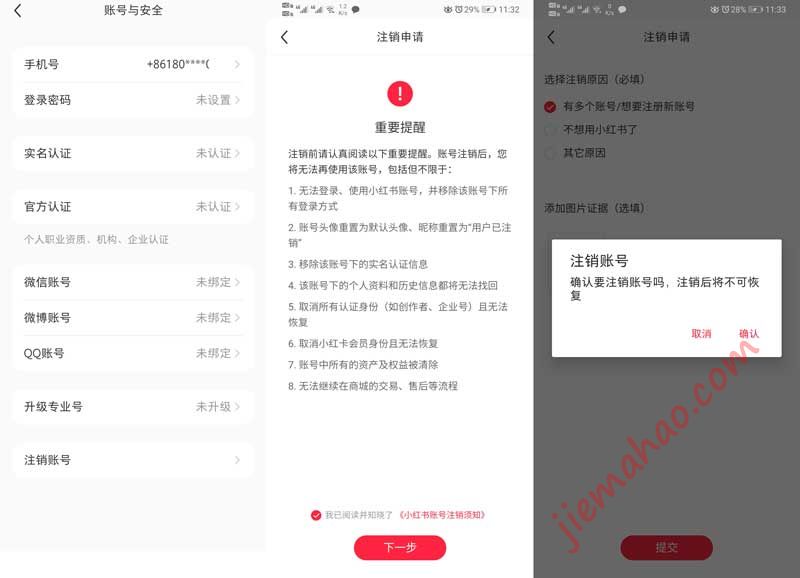 账号与安全
手机号
+86180****0
登录密码
未设置
实名认证
未认证
官方认证
未认证
个人职业资质、机构、企业认证
微信账号
未绑定
微博账号
未绑定
QQ账号
未绑定
升级专业号
未升级
注销账号
1.2 K/s
29%
11:32
注销申请
重要提醒
注销前请认真阅读以下重要提醒。账号注销后，您
将无法再使用该账号，包括但不限于：
1. 无法登录、使用小红书账号，并移除该账号下所
有登录方式
2. 账号头像重置为默认头像、昵称重置为“用户已注
销”
3. 移除该账号下的实名认证信息
4. 该账号下的个人资料和历史信息都将无法找回
5. 取消所有认证身份（如创作者、企业号）且无法
恢复
6. 取消小红卡会员身份且无法恢复
7. 账号中所有的资产及权益被清除
8. 无法继续在商城的交易、售后等流程
我已阅读并知晓了《小红书账号注销须知》
下一步
0 K/s
28%
11:33
注销申请
选择注销原因（必填）
有多个账号/想要注册新账号
不想用小红书了
其它原因
添加图片证据（选填）
注销账号
确认要注销账号吗，注销后将不可恢
复
取消
确认
提交
jiemahao.com